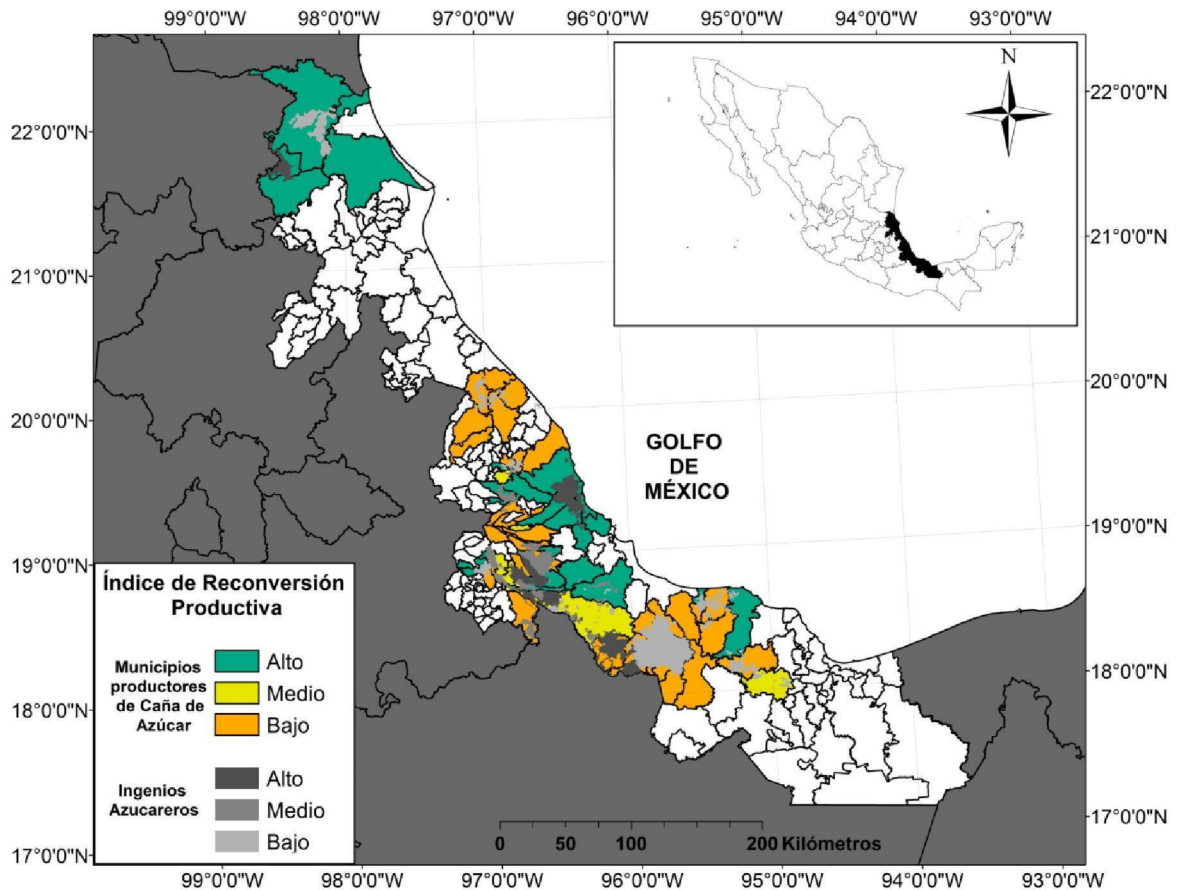 99°0'0"W 98°0'0"W 97°0'0"W 96°0'0"W 95°0'0"W 94°0'0"W 93°0'0"W
N
22°0'0"N
22°0'0"N
21°0'0"N
21°0'0"N
20°0'0"N
20°0'0"N
GOLFO
DE
MÉXICO
19°0'0"N
19°0'0"N
Índice de Reconversión
Productiva
Municipios
productores
de Caña de
Azúcar
Alto
Medio
Bajo
Ingenios
Azucareros
Alto
Medio
Bajo
18°0'0"N
18°0'0"N
17°0'0"N
17°0'0"N
0 50 100 200 Kilómetros
99°0'0"W 98°0'0"W 97°0'0"W 96°0'0"W 95°0'0"W 94°0'0"W 93°0'0"W